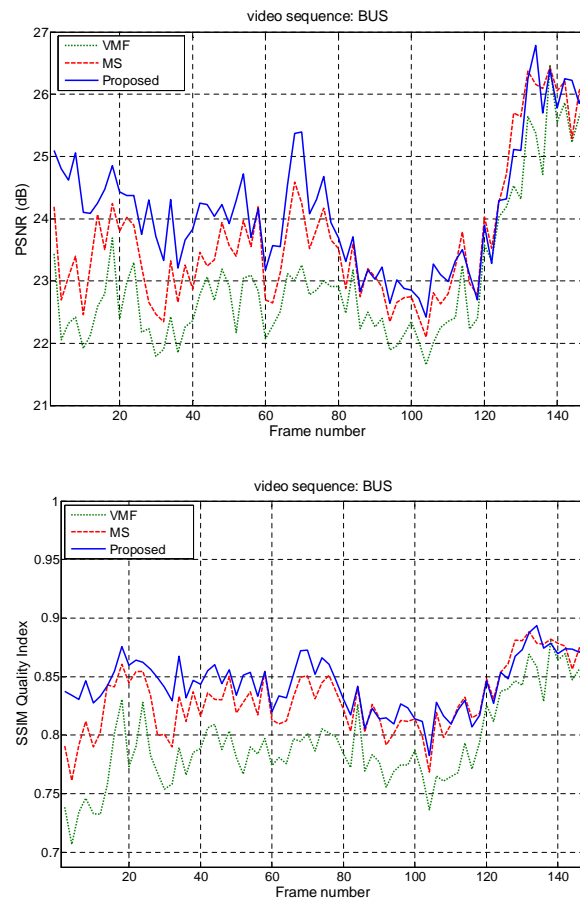 video sequence: BUS
VMF
MS
Proposed
PSNR (dB)
27
26
25
24
23
22
21
20
40
60
80
100
120
140
Frame number
video sequence: BUS
VMF
MS
Proposed
SSIM Quality Index
1
0.95
0.9
0.85
0.8
0.75
0.7
20
40
60
80
100
120
140
Frame number